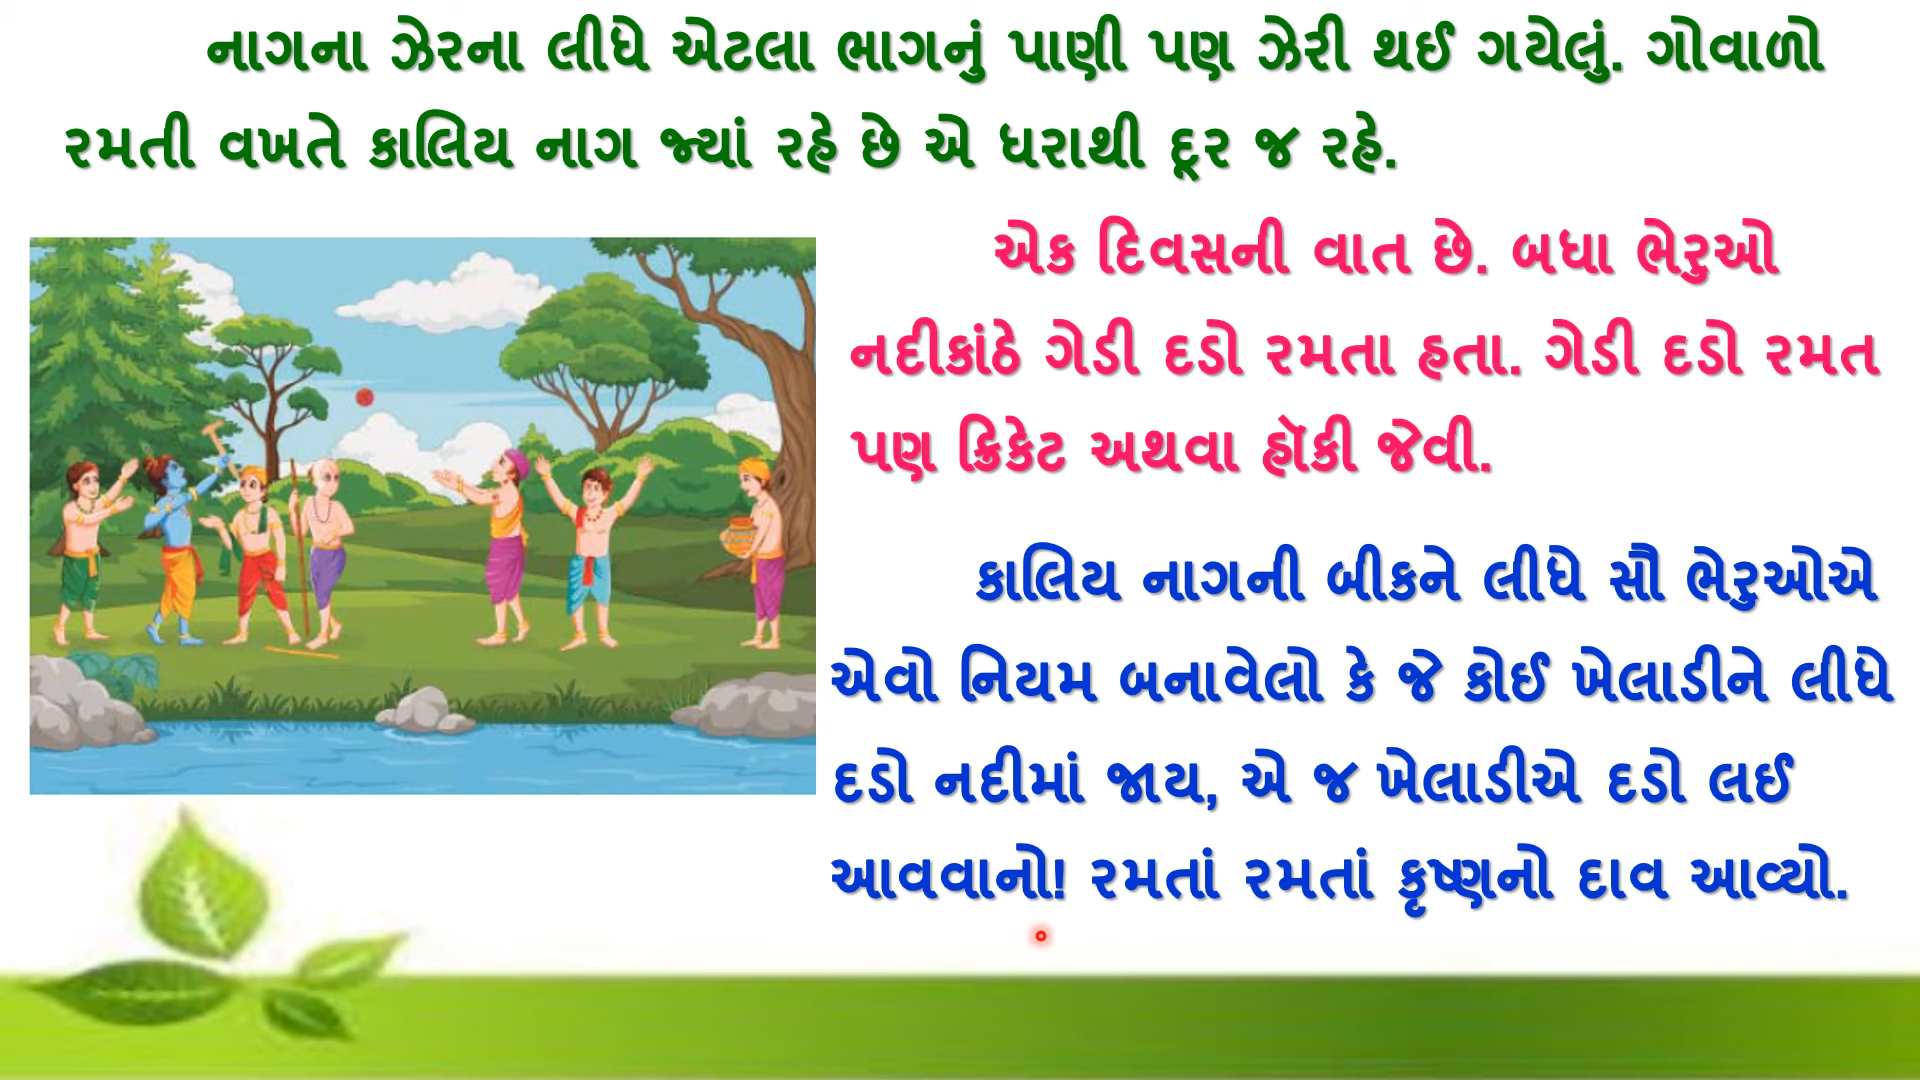 નાગના ઝેરના લીધે એટલા ભાગનું પાણી પણ ઝેરી થઈ ગયેલું. ગોવાળો
રમતી વખતે કાલિય નાગ જ્યાં રહે છે એ ધરાથી દૂર જ રહે.
એક દિવસની વાત છે. બધા ભેરુઓ
નદીકાંઠે ગેડી દડો રમતા હતા. ગેડી દડો રમત
પણ ક્રિકેટ અથવા હૉકી જેવી.
કાલિય નાગની બીકને લીધે સૌ ભેરુઓએ
એવો નિયમ બનાવેલો કે જે કોઈ ખેલાડીને લીધે
દડો નદીમાં જાય, એ જ ખેલાડીએ દડો લઈ
આવવાનો! રમતાં રમતાં કૃષ્ણનો દાવ આવ્યો.